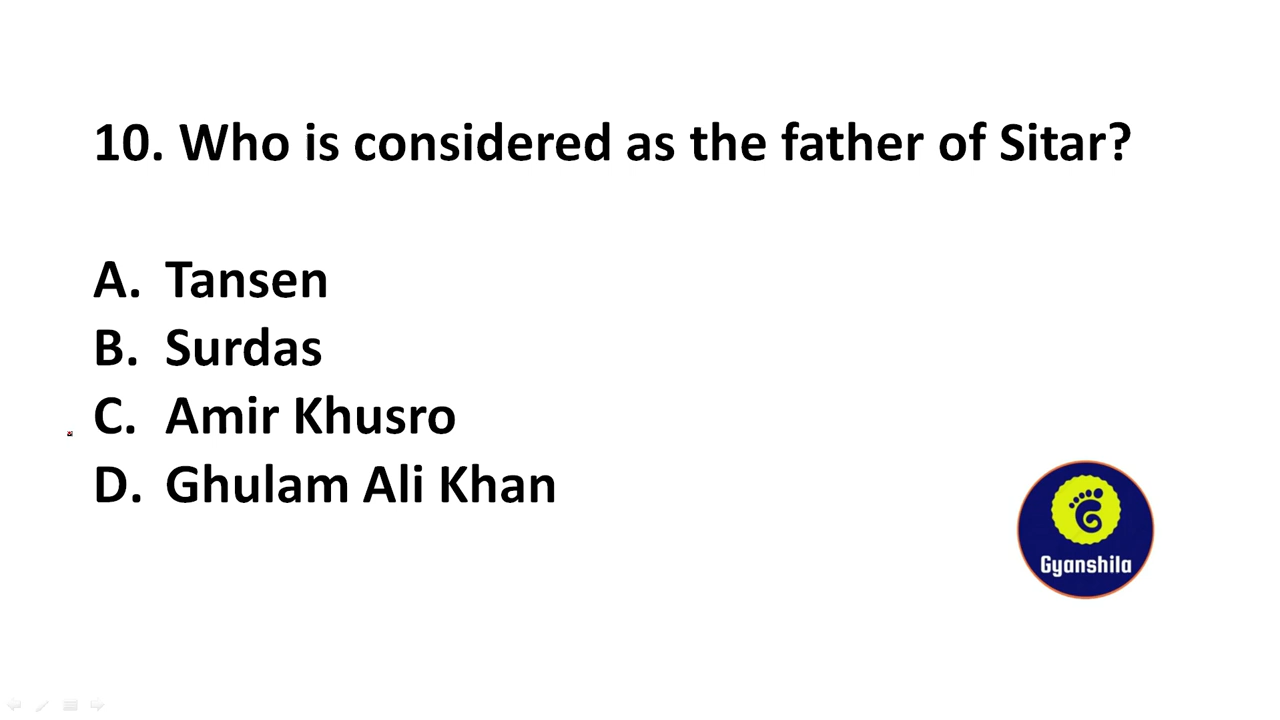 10. Who is considered as the father of Sitar?
A. Tansen
B. Surdas
C. Amir Khusro
D. Ghulam Ali Khan
Gyanshila